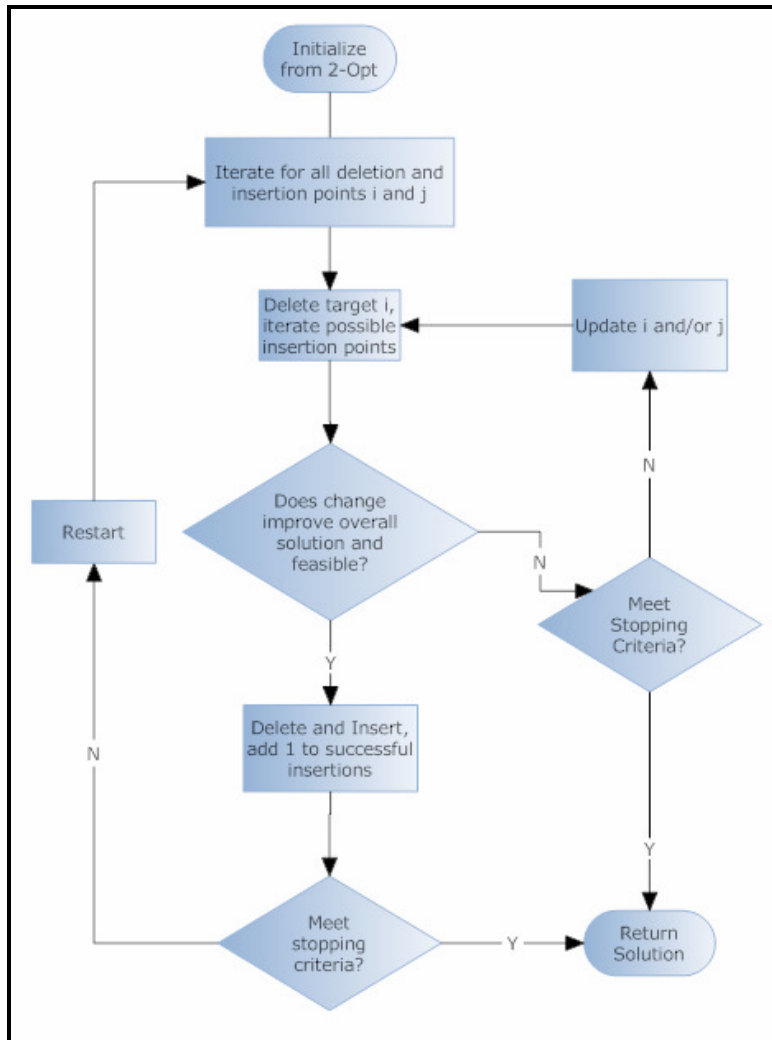 Initialize
from 2-Opt
Iterate for all deletion and
insertion points i and j
Delete target i,
iterate possible
insertion points
Update i and/or j
N
Does change
improve overall
solution and
feasible?
N
Restart
Meet
Stopping
Criteria?
Y
Delete and Insert,
add 1 to successful
insertions
N
Y
Meet
stopping
criteria?
Y
Return
Solution